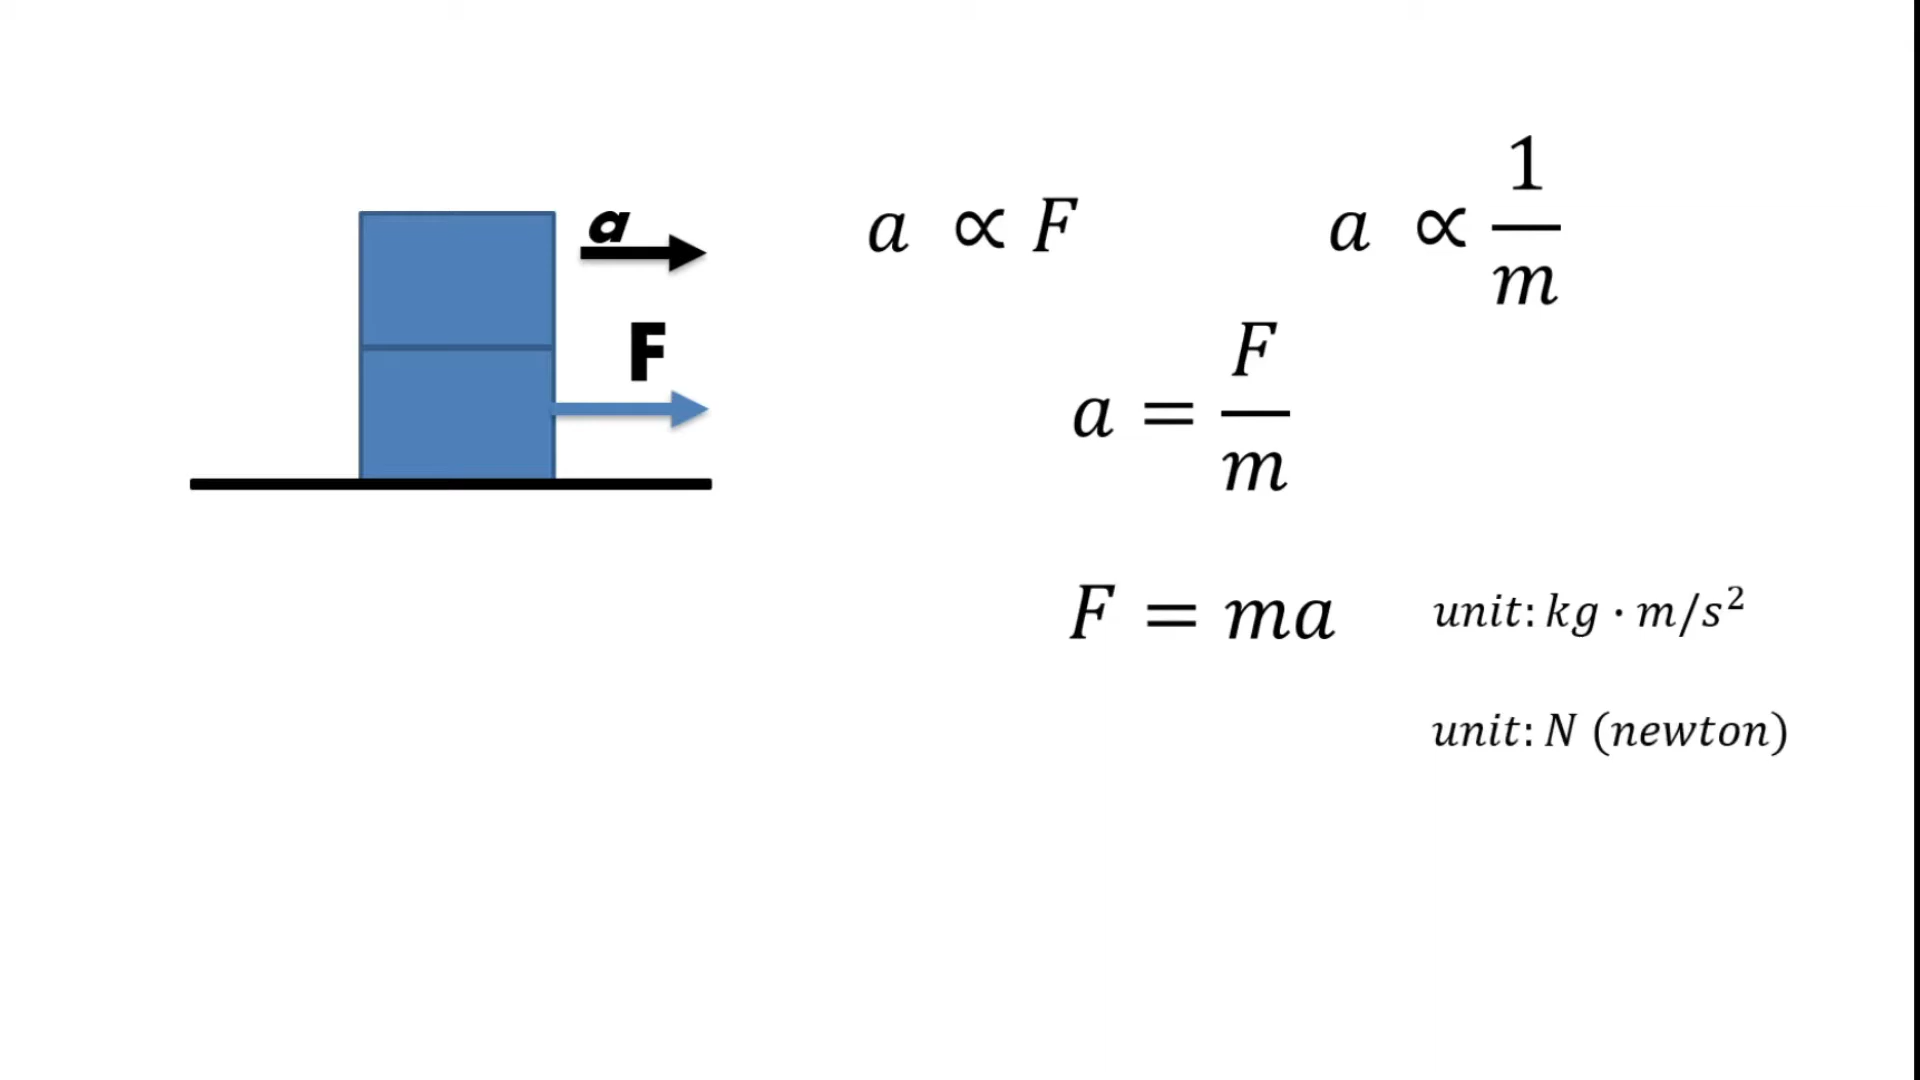 a
F
a ∝ F
a ∝ 1/m
a = F/m
F = ma
unit: kg · m/s²
unit: N (newton)